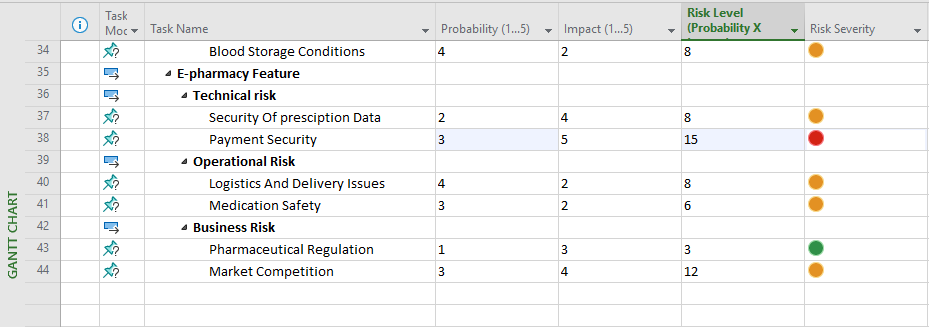 Task Mod Task Name Probability (1...5) Impact (1...5) Risk Level (Probability X Risk Severity
34 Blood Storage Conditions 4 2 8
35 E-pharmacy Feature
36 Technical risk
37 Security Of presciption Data 2 4 8
38 Payment Security 3 5 15
39 Operational Risk
40 Logistics And Delivery Issues 4 2 8
41 Medication Safety 3 2 6
42 Business Risk
43 Pharmaceutical Regulation 1 3 3
44 Market Competition 3 4 12
GANTT CHART